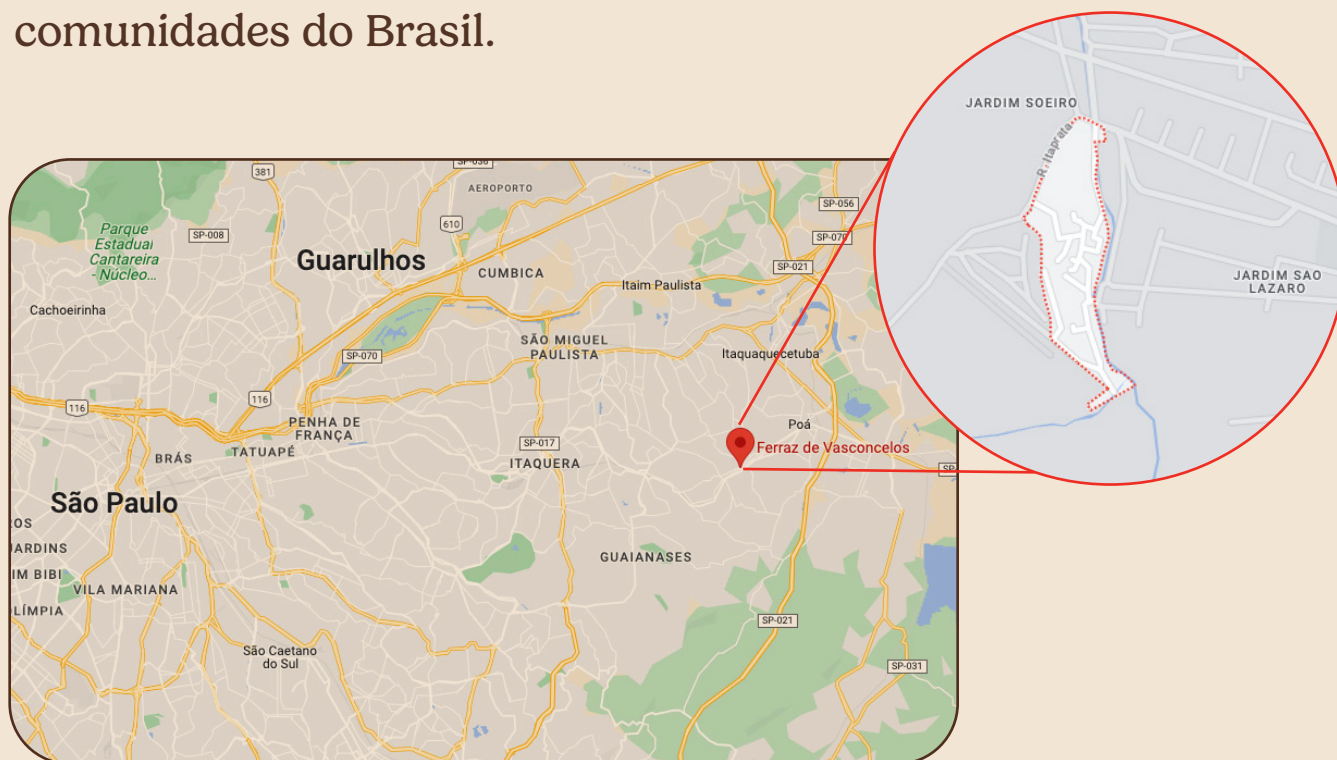 comunidades do Brasil.
JARDIM SOEIRO
R. Itaprata
JARDIM SAO
LAZARO
381
AEROPORTO
SP-056
610
SP-008
Parque
Estadual
Cantareira
- Núcleo...
SP-070
Guarulhos
CUMBICA
SP-021
Itaim Paulista
Cachoeirinha
SÃO MIGUEL
PAULISTA
SP-070
Itaquaquecetuba
116
116
PENHA DE
FRANÇA
Poá
TATUAPÉ
SP-017
Ferraz de Vasconcelos
BRÁS
ITAQUERA
São Paulo
GUAIANASES
VILA MARIANA
SP-021
São Caetano
do Sul
SP-031